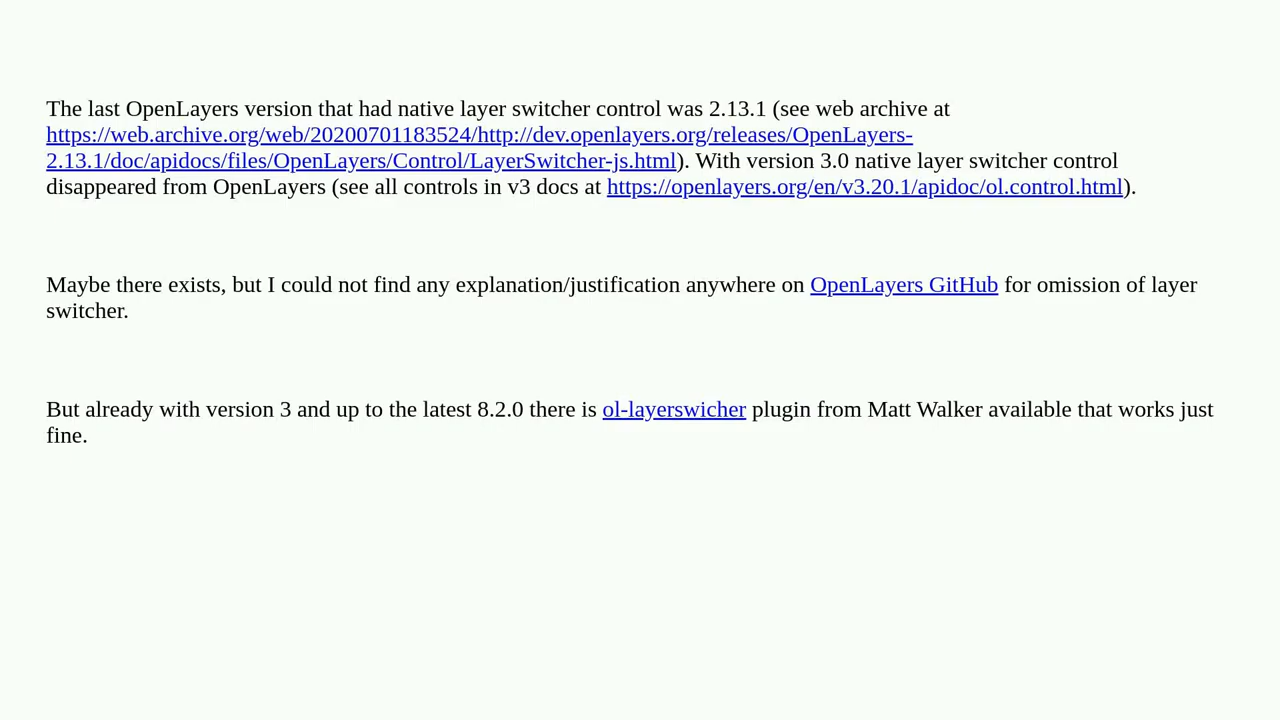 The last OpenLayers version that had native layer switcher control was 2.13.1 (see web archive at
https://web.archive.org/web/20200701183524/http://dev.openlayers.org/releases/OpenLayers-
2.13.1/doc/apidocs/files/OpenLayers/Control/LayerSwitcher-js.html). With version 3.0 native layer switcher control
disappeared from OpenLayers (see all controls in v3 docs at https://openlayers.org/en/v3.20.1/apidoc/ol.control.html).
Maybe there exists, but I could not find any explanation/justification anywhere on OpenLayers GitHub for omission of layer
switcher.
But already with version 3 and up to the latest 8.2.0 there is ol-layerswicher plugin from Matt Walker available that works just
fine.